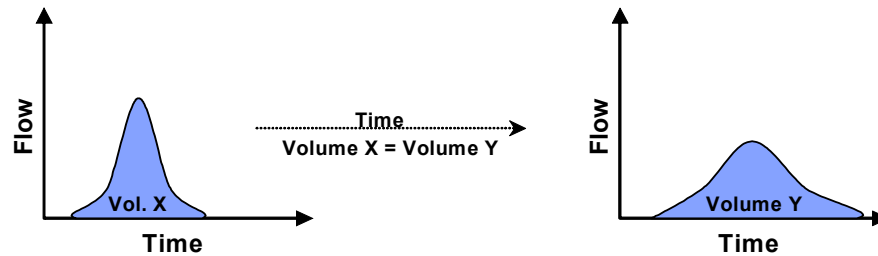 Flow
Vol. X
Time
Time
Volume X = Volume Y
Flow
Volume Y
Time